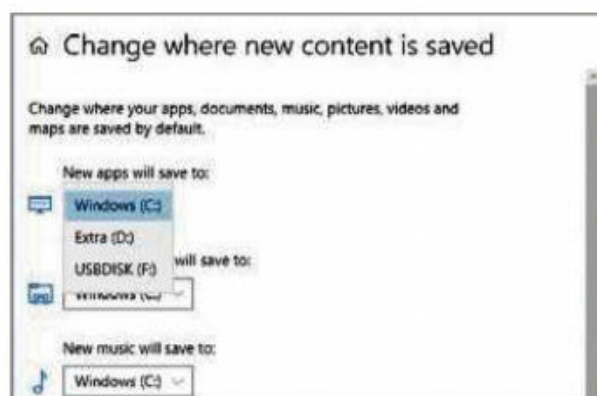 Change where new content is saved
Change where your apps, documents, music, pictures, videos and
maps are saved by default.
New apps will save to:
Windows (C:)
Extra (D:)
USBDISK (F:)
will save to:
Windows (C:)
New music will save to:
Windows (C:)